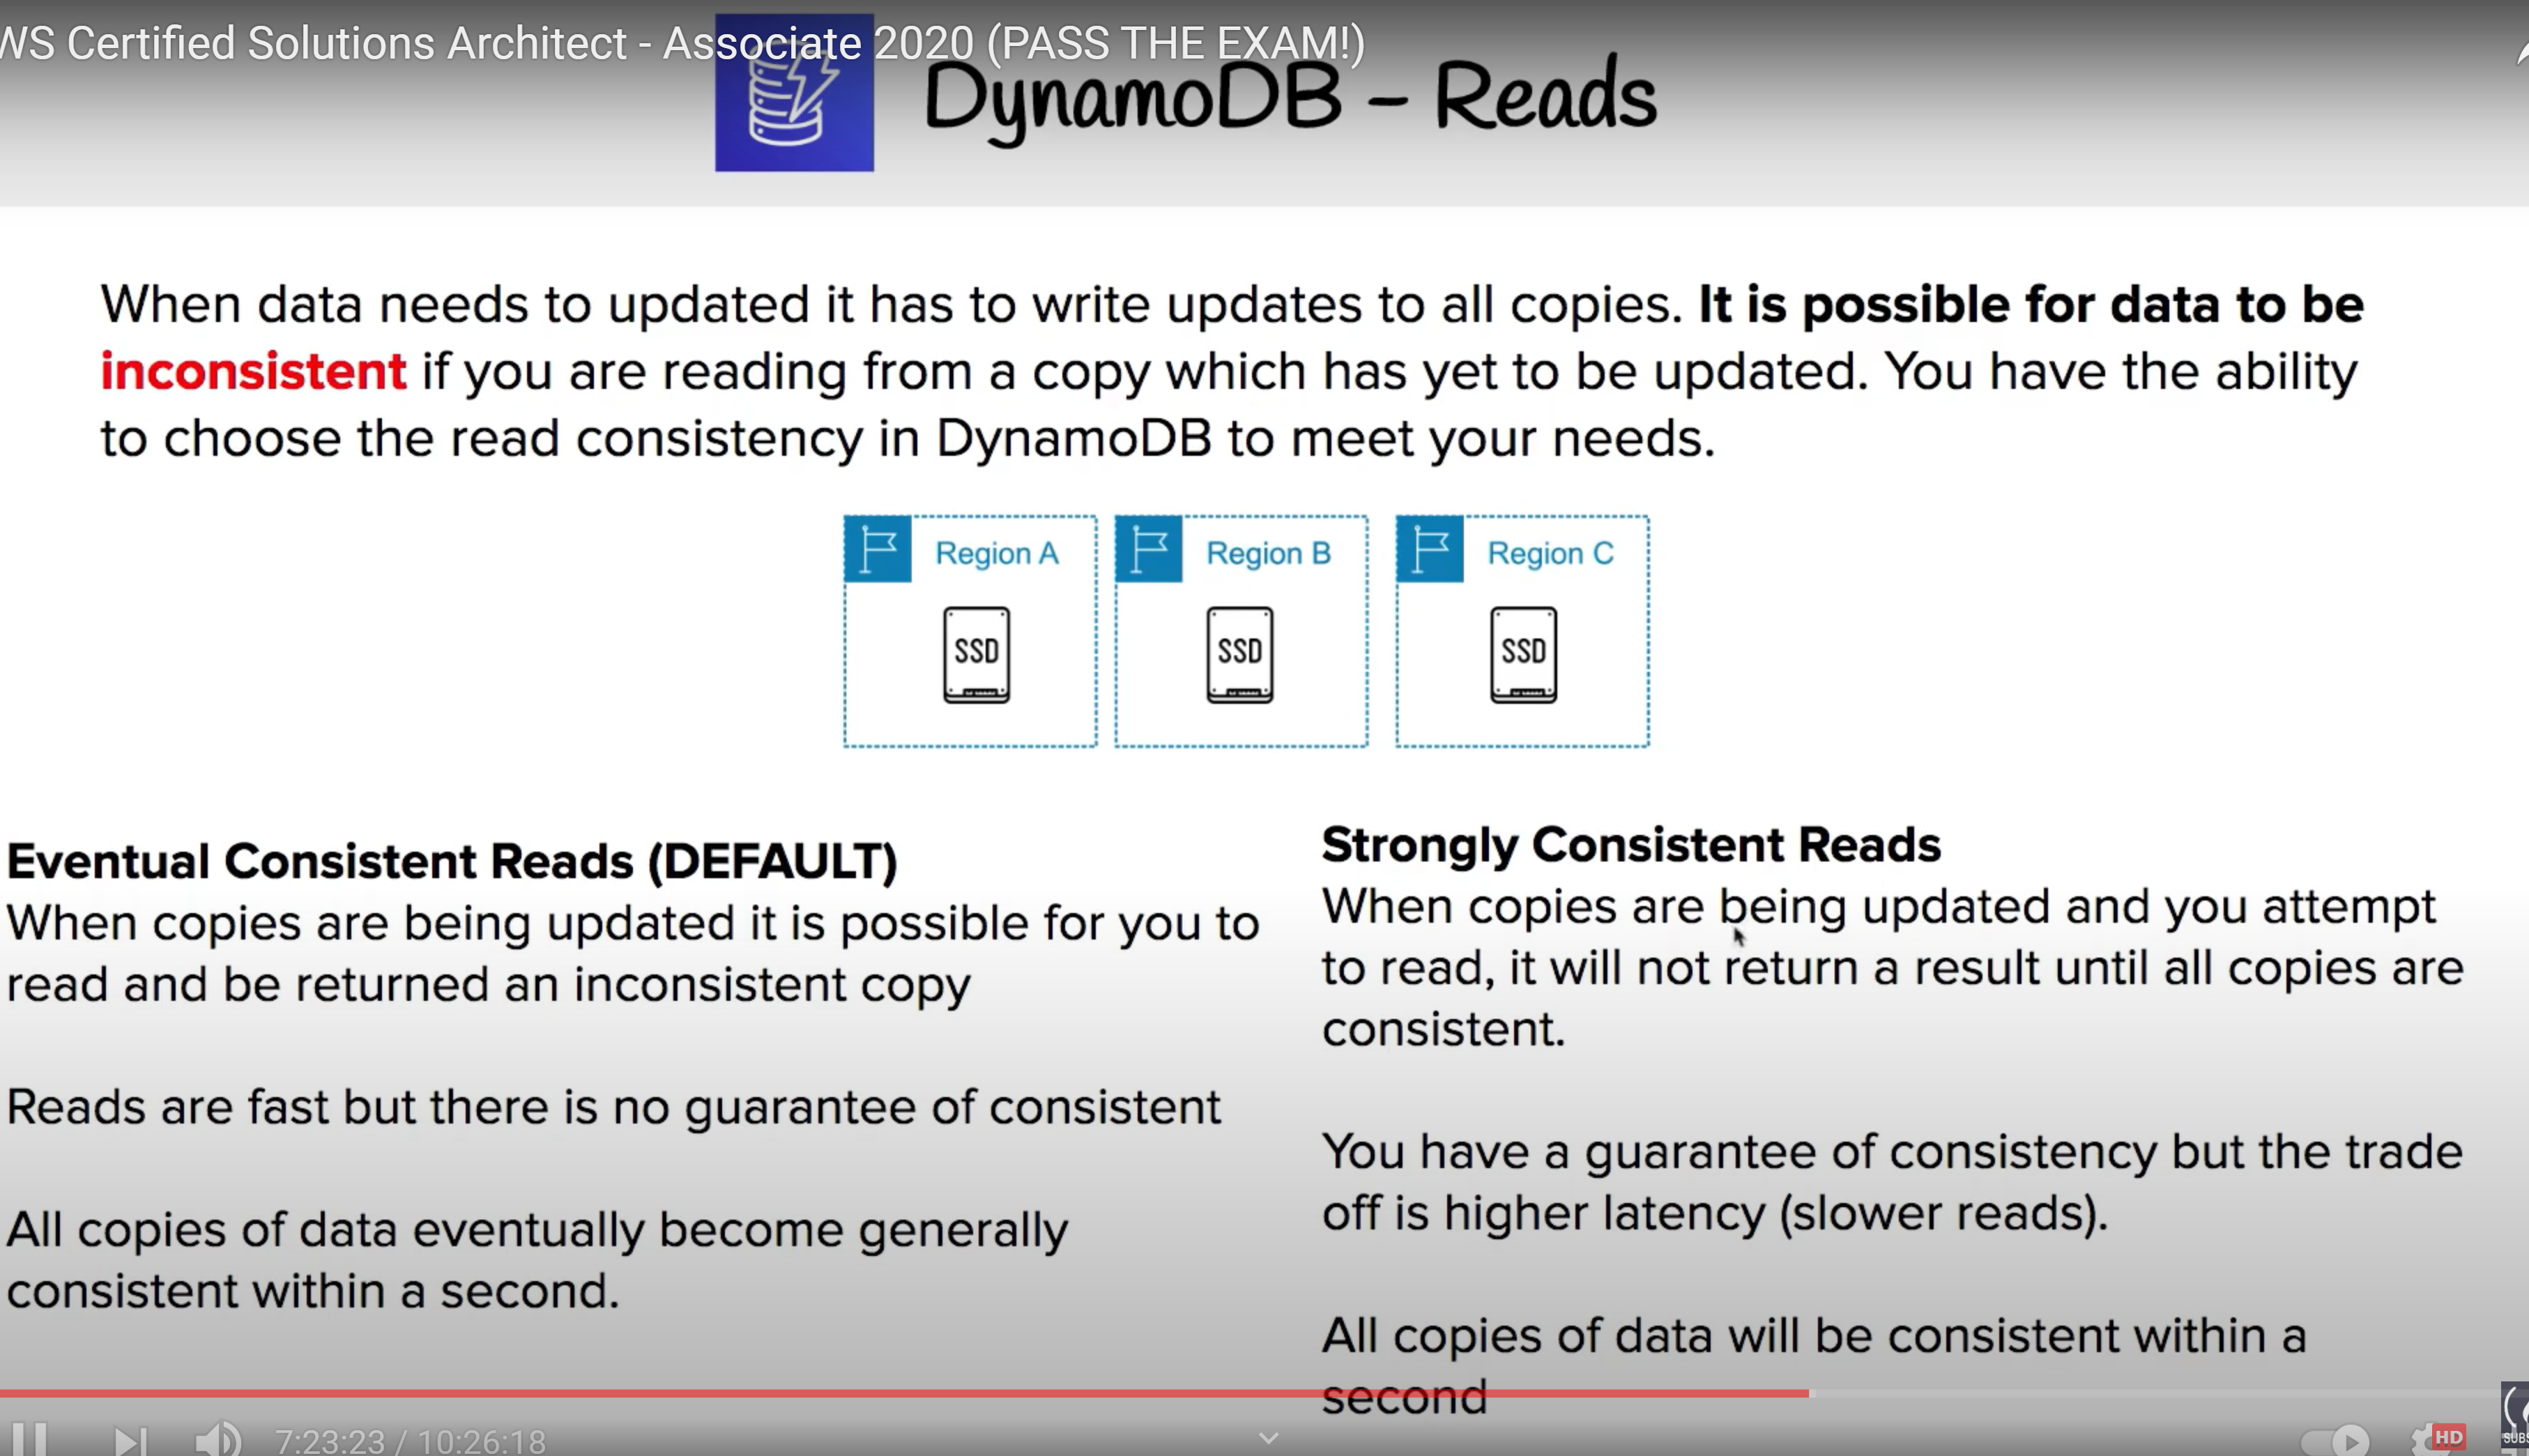 WS Certified Solutions Architect - Associate 2020 (PASS THE EXAM!)
DynamoDB – Reads
When data needs to updated it has to write updates to all copies. It is possible for data to be
inconsistent if you are reading from a copy which has yet to be updated. You have the ability
to choose the read consistency in DynamoDB to meet your needs.
Region A
Region B
Region C
SSD
SSD
SSD
Eventual Consistent Reads (DEFAULT)
When copies are being updated it is possible for you to
read and be returned an inconsistent copy
Reads are fast but there is no guarantee of consistent
All copies of data eventually become generally
consistent within a second.
Strongly Consistent Reads
When copies are being updated and you attempt
to read, it will not return a result until all copies are
consistent.
You have a guarantee of consistency but the trade
off is higher latency (slower reads).
All copies of data will be consistent within a
second
7:23:23 / 10:26:18
HD
SUBS